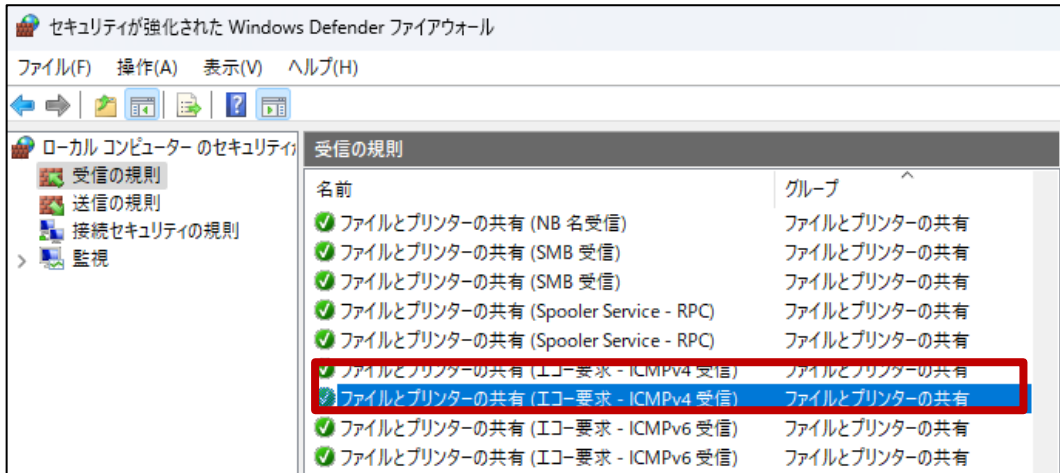 セキュリティが強化された Windows Defender ファイアウォール
ファイル(F) 操作(A) 表示(V) ヘルプ(H)
ローカル コンピューター のセキュリティ
受信の規則
送信の規則
接続セキュリティの規則
監視
受信の規則
名前 グループ
ファイルとプリンターの共有 (NB 名受信) ファイルとプリンターの共有
ファイルとプリンターの共有 (SMB 受信) ファイルとプリンターの共有
ファイルとプリンターの共有 (SMB 受信) ファイルとプリンターの共有
ファイルとプリンターの共有 (Spooler Service - RPC) ファイルとプリンターの共有
ファイルとプリンターの共有 (Spooler Service - RPC) ファイルとプリンターの共有
ファイルとプリンターの共有 (エコー要求 - ICMPv4 受信) ファイルとプリンターの共有
ファイルとプリンターの共有 (エコー要求 - ICMPv4 受信) ファイルとプリンターの共有
ファイルとプリンターの共有 (エコー要求 - ICMPv6 受信) ファイルとプリンターの共有
ファイルとプリンターの共有 (エコー要求 - ICMPv6 受信) ファイルとプリンターの共有